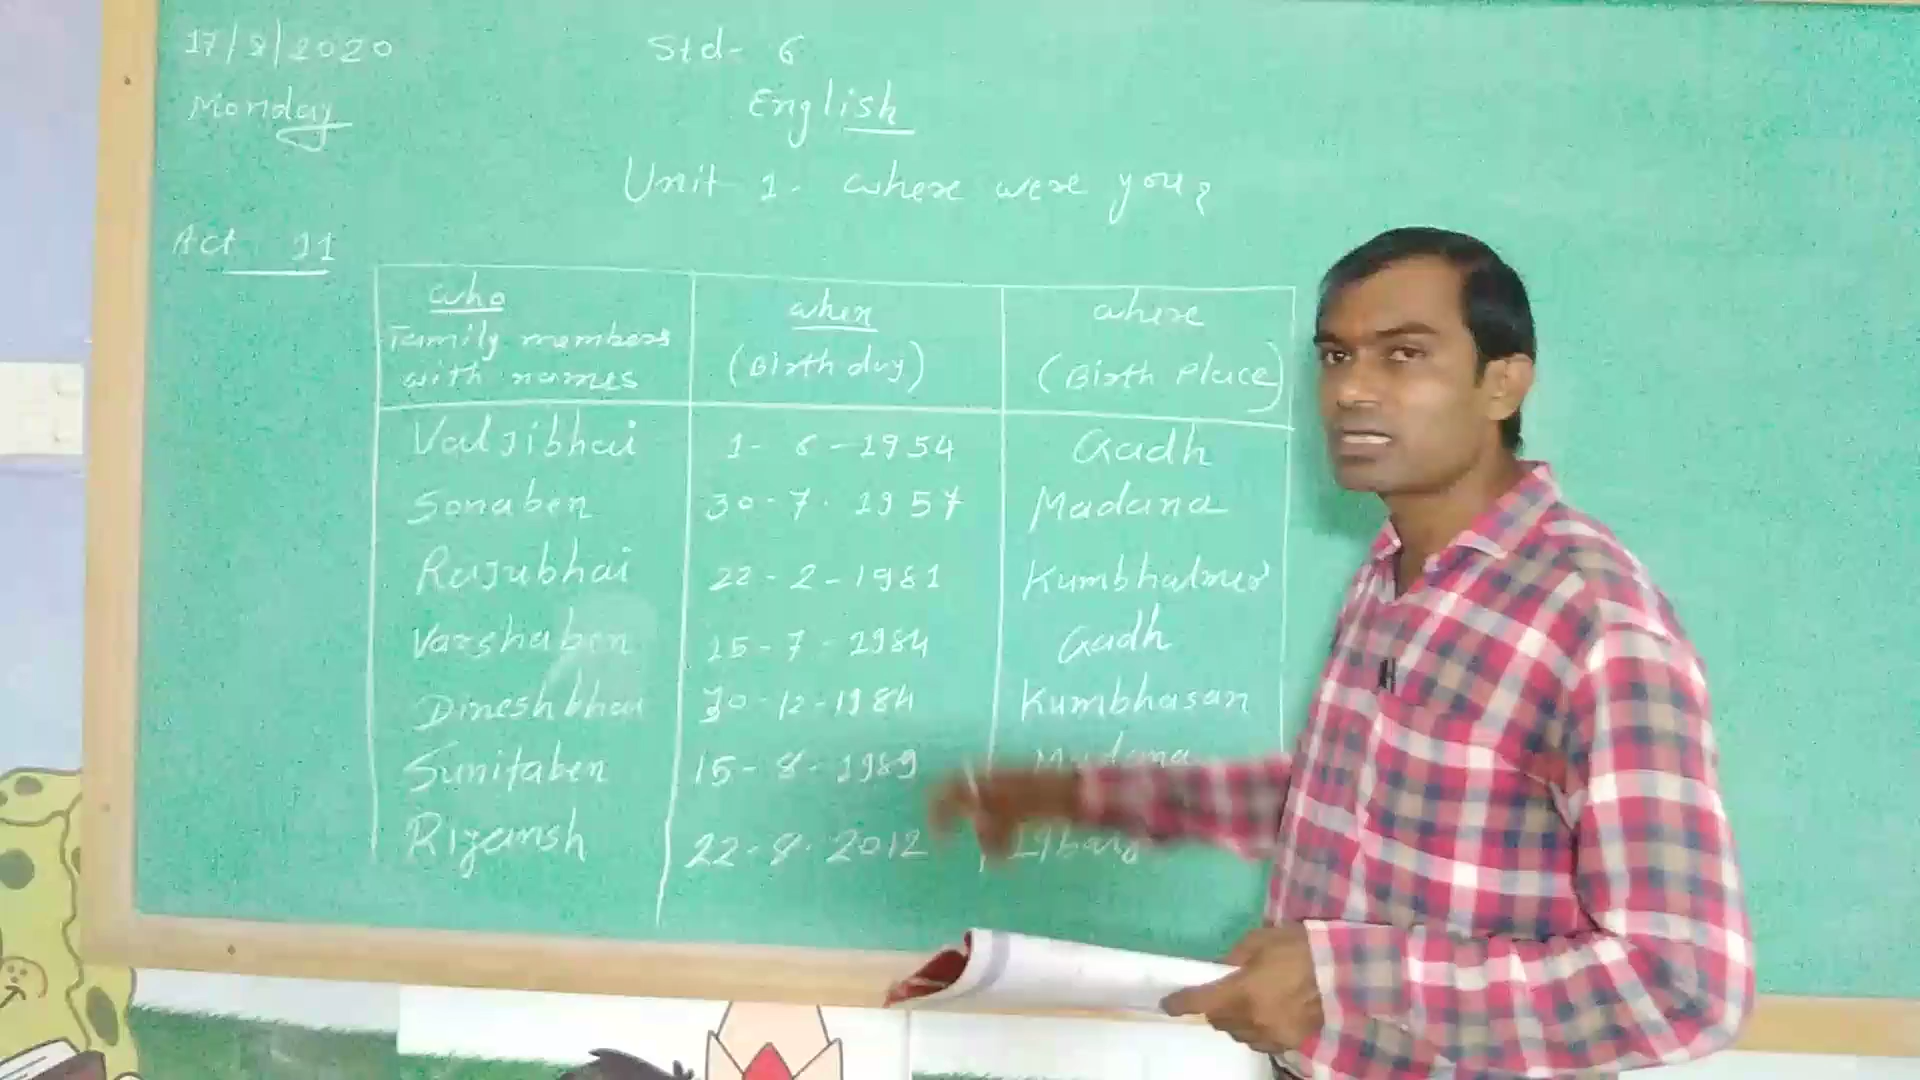 17/8/2020
Monday
Std- 6
English
Unit 1. where were you?
Act 11
who
Family members
with names
when
(Birth day)
where
(Birth Place)
Valjibhai 1-6-1954 Gadh
Sonaben 30-7-1957 Madana
Rajubhai 22-2-1981 Kumbhalmer
Varshaben 15-7-1984 Gadh
Dineshbhai 30-12-1984 Kumbhasan
Sunitaben 15-8-1989 Madana
22-8-2012